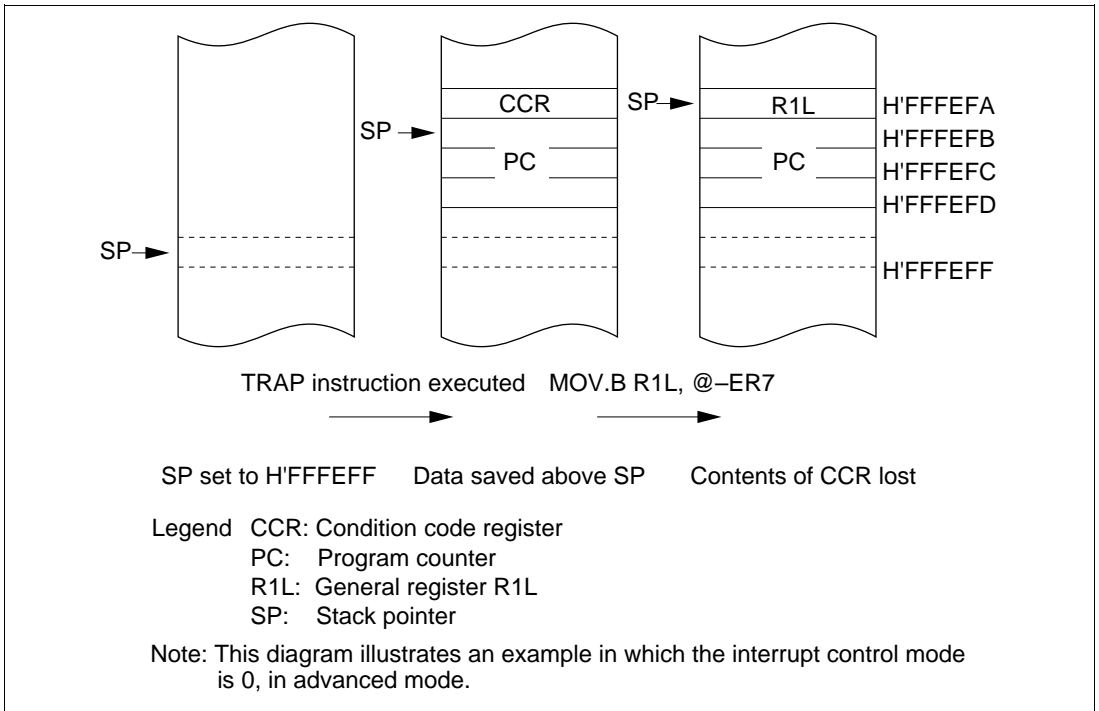 CCR
SP
R1L
H'FFFEFA
SP
H'FFFEFB
PC
PC
H'FFFEFC
H'FFFEFD
SP
H'FFFEFF
TRAP instruction executed
MOV.B R1L, @–ER7
SP set to H'FFFEFF
Data saved above SP
Contents of CCR lost
Legend CCR: Condition code register
PC: Program counter
R1L: General register R1L
SP: Stack pointer
Note: This diagram illustrates an example in which the interrupt control mode
is 0, in advanced mode.